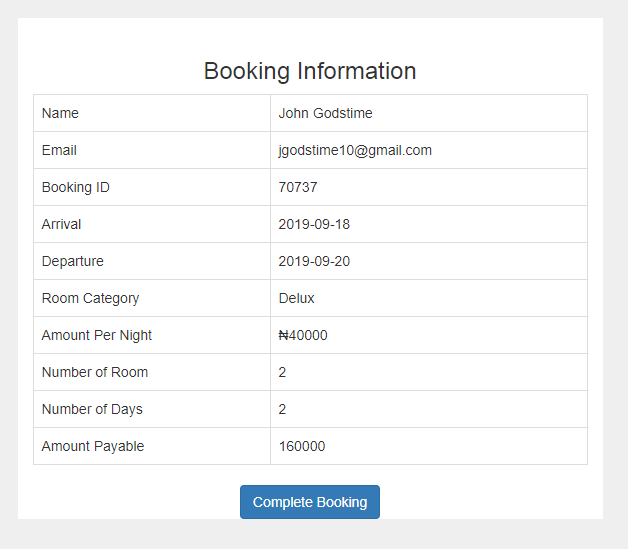 Booking Information
Name John Godstime
Email jgodstime10@gmail.com
Booking ID 70737
Arrival 2019-09-18
Departure 2019-09-20
Room Category Delux
Amount Per Night ₦40000
Number of Room 2
Number of Days 2
Amount Payable 160000
Complete Booking